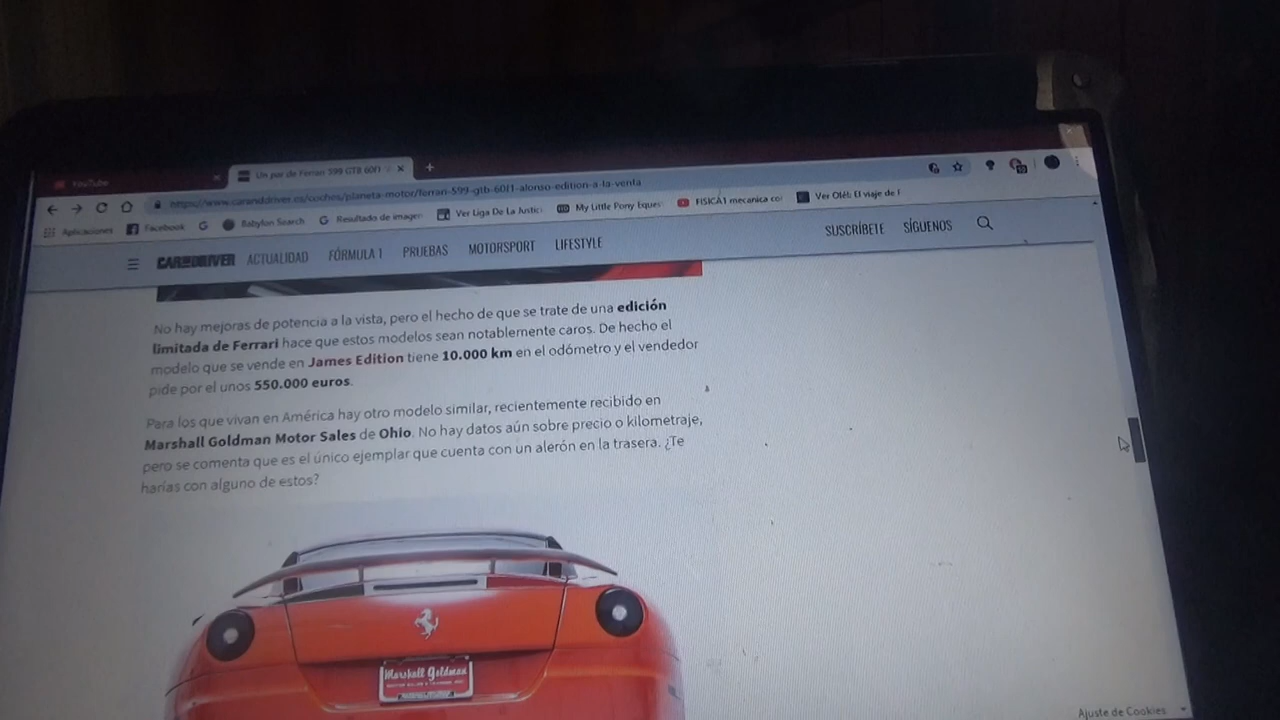 YouTube
Un par de Ferrari 599 GTB 60F1
https://www.caranddriver.es/coches/planeta-motor/ferrari-599-gtb-60f1-alonso-edition-a-la-venta
Aplicaciones Facebook Babylon Search Resultado de imagen Ver Liga De La Justic My Little Pony Eques FISICA1 mecanica co Ver Olé!: El viaje de F
CAR AND DRIVER ACTUALIDAD FÓRMULA 1 PRUEBAS MOTORSPORT LIFESTYLE SUSCRÍBETE SÍGUENOS
No hay mejoras de potencia a la vista, pero el hecho de que se trate de una edición
limitada de Ferrari hace que estos modelos sean notablemente caros. De hecho el
modelo que se vende en James Edition tiene 10.000 km en el odómetro y el vendedor
pide por el unos 550.000 euros.
Para los que vivan en América hay otro modelo similar, recientemente recibido en
Marshall Goldman Motor Sales de Ohio. No hay datos aún sobre precio o kilometraje,
pero se comenta que es el único ejemplar que cuenta con un alerón en la trasera. ¿Te
harías con alguno de estos?
Marshall Goldman
Ajuste de Cookies